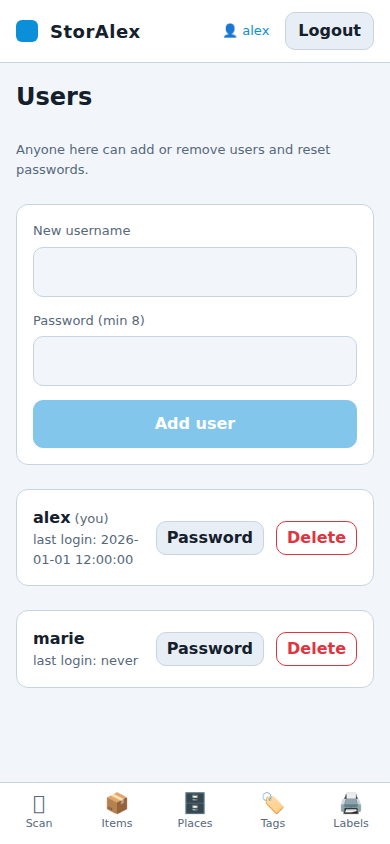 StorAlex
👤 alex
Logout
Users
Anyone here can add or remove users and reset
passwords.
New username
Password (min 8)
Add user
alex (you)
last login: 2026-
01-01 12:00:00
Password
Delete
marie
last login: never
Password
Delete
Scan
Items
Places
Tags
Labels